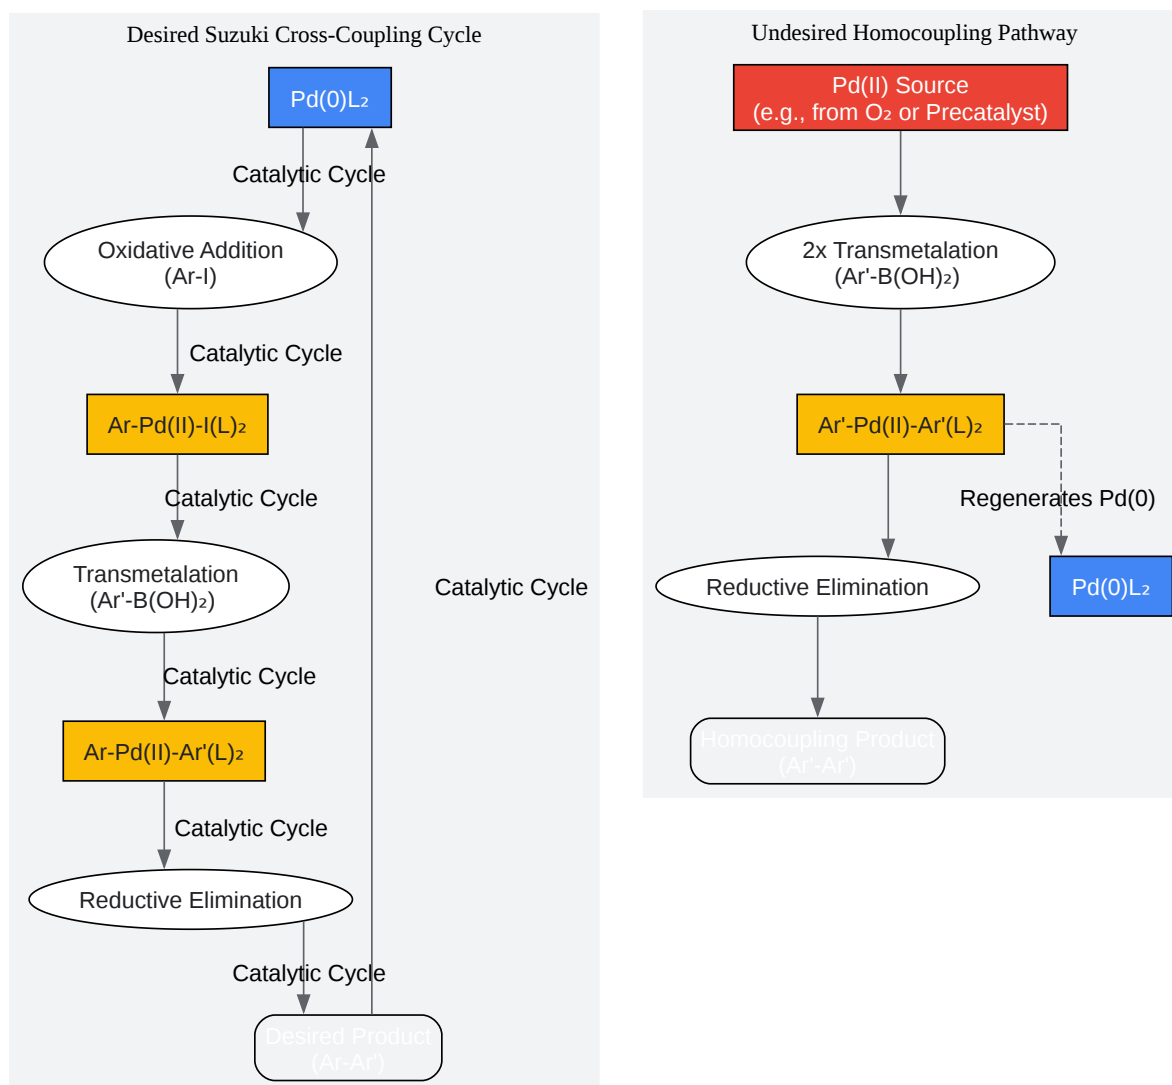 Desired Suzuki Cross-Coupling Cycle
Pd(0)L₂
Catalytic Cycle
Oxidative Addition
(Ar-I)
Catalytic Cycle
Ar-Pd(II)-I(L)₂
Catalytic Cycle
Transmetalation
(Ar'-B(OH)₂)
Catalytic Cycle
Catalytic Cycle
Ar-Pd(II)-Ar'(L)₂
Catalytic Cycle
Reductive Elimination
Catalytic Cycle
Desired Product
(Ar-Ar')
Undesired Homocoupling Pathway
Pd(II) Source
(e.g., from O₂ or Precatalyst)
2x Transmetalation
(Ar'-B(OH)₂)
Ar'-Pd(II)-Ar'(L)₂
Regenerates Pd(0)
Reductive Elimination
Pd(0)L₂
Homocoupling Product
(Ar'-Ar')